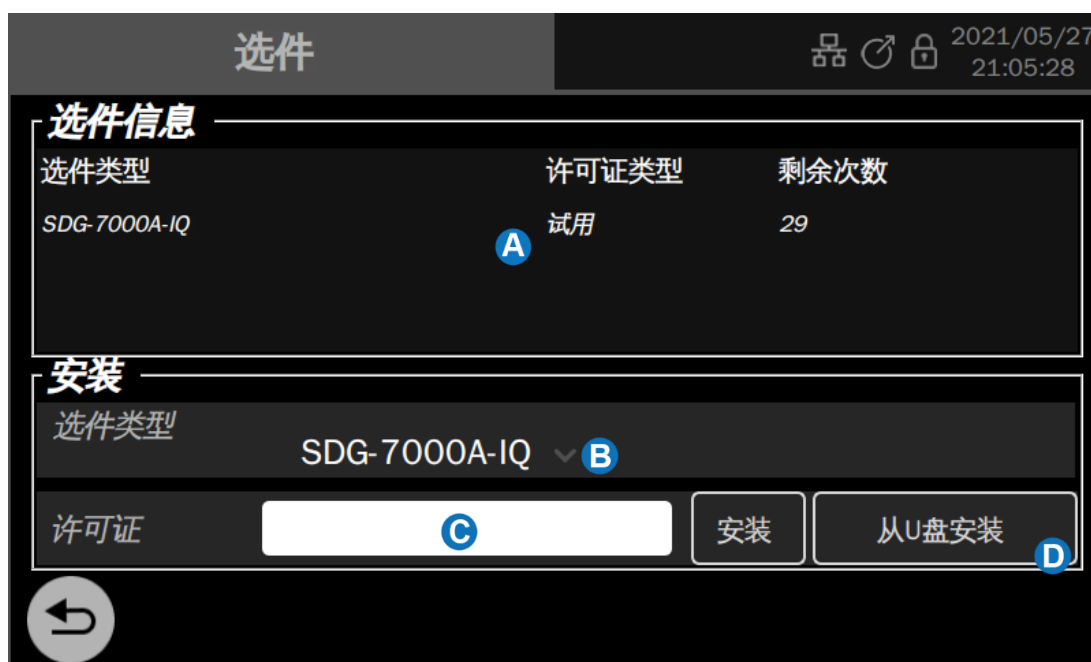 选件
2021/05/27
21:05:28
选件信息
选件类型 许可证类型 剩余次数
SDG-7000A-IQ 试用 29
A
安装
选件类型
SDG-7000A-IQ B
许可证 C 安装 从U盘安装
D